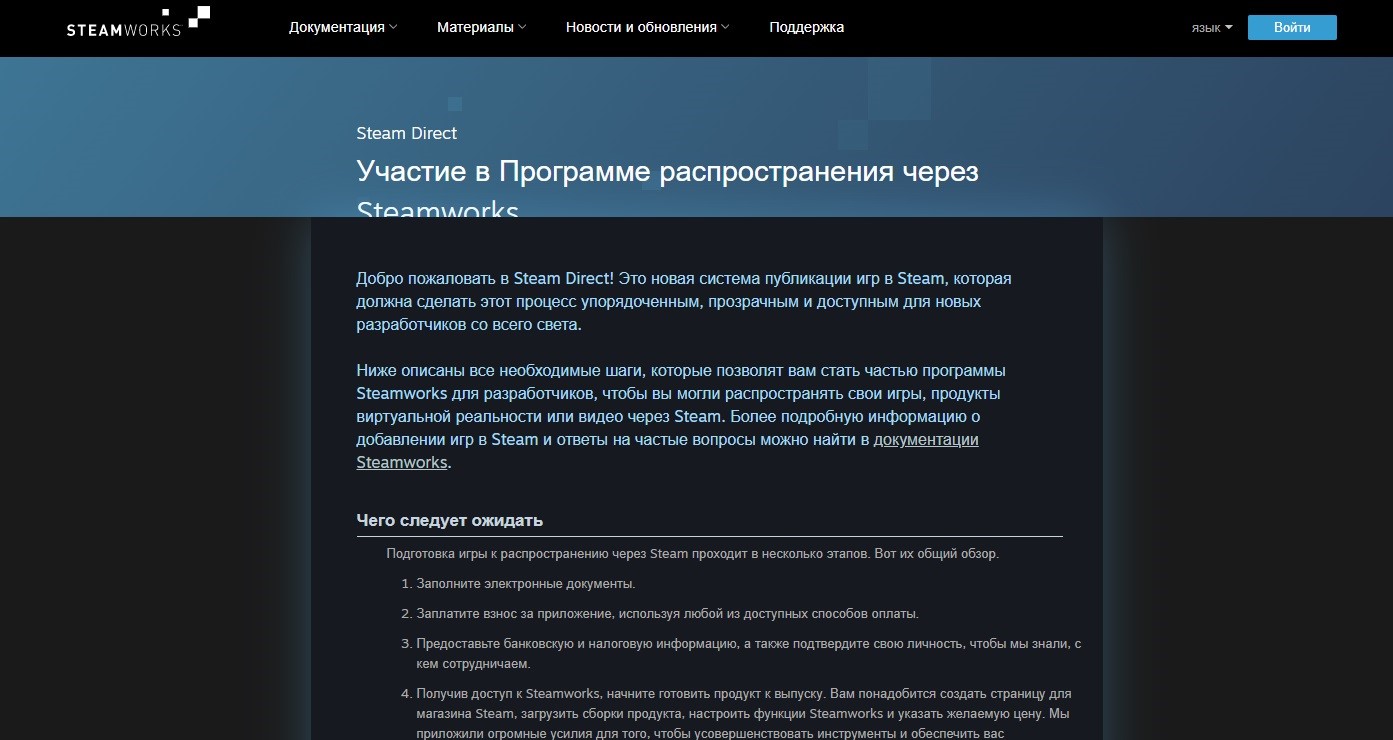 STEAMWORKS Документация Материалы Новости и обновления Поддержка язык Войти
Steam Direct
Участие в Программе распространения через
Steamworks
Добро пожаловать в Steam Direct! Это новая система публикации игр в Steam, которая
должна сделать этот процесс упорядоченным, прозрачным и доступным для новых
разработчиков со всего света.
Ниже описаны все необходимые шаги, которые позволят вам стать частью программы
Steamworks для разработчиков, чтобы вы могли распространять свои игры, продукты
виртуальной реальности или видео через Steam. Более подробную информацию о
добавлении игр в Steam и ответы на частые вопросы можно найти в документации
Steamworks.
Чего следует ожидать
Подготовка игры к распространению через Steam проходит в несколько этапов. Вот их общий обзор.
1. Заполните электронные документы.
2. Заплатите взнос за приложение, используя любой из доступных способов оплаты.
3. Предоставьте банковскую и налоговую информацию, а также подтвердите свою личность, чтобы мы знали, с
кем сотрудничаем.
4. Получив доступ к Steamworks, начните готовить продукт к выпуску. Вам понадобится создать страницу для
магазина Steam, загрузить сборки продукта, настроить функции Steamworks и указать желаемую цену. Мы
приложили огромные усилия для того, чтобы усовершенствовать инструменты и обеспечить вас